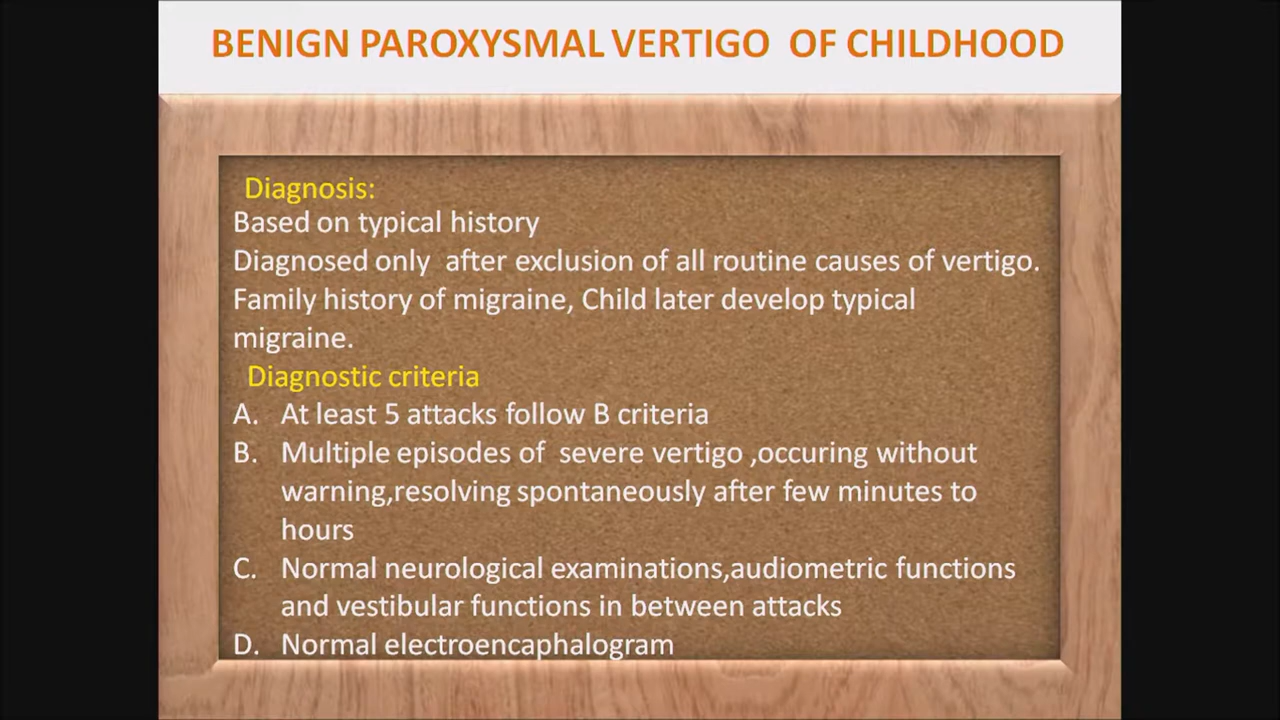 BENIGN PAROXYSMAL VERTIGO OF CHILDHOOD
Diagnosis:
Based on typical history
Diagnosed only after exclusion of all routine causes of vertigo.
Family history of migraine, Child later develop typical
migraine.
Diagnostic criteria
A. At least 5 attacks follow B criteria
B. Multiple episodes of severe vertigo ,occuring without
warning,resolving spontaneously after few minutes to
hours
C. Normal neurological examinations,audiometric functions
and vestibular functions in between attacks
D. Normal electroencaphalogram